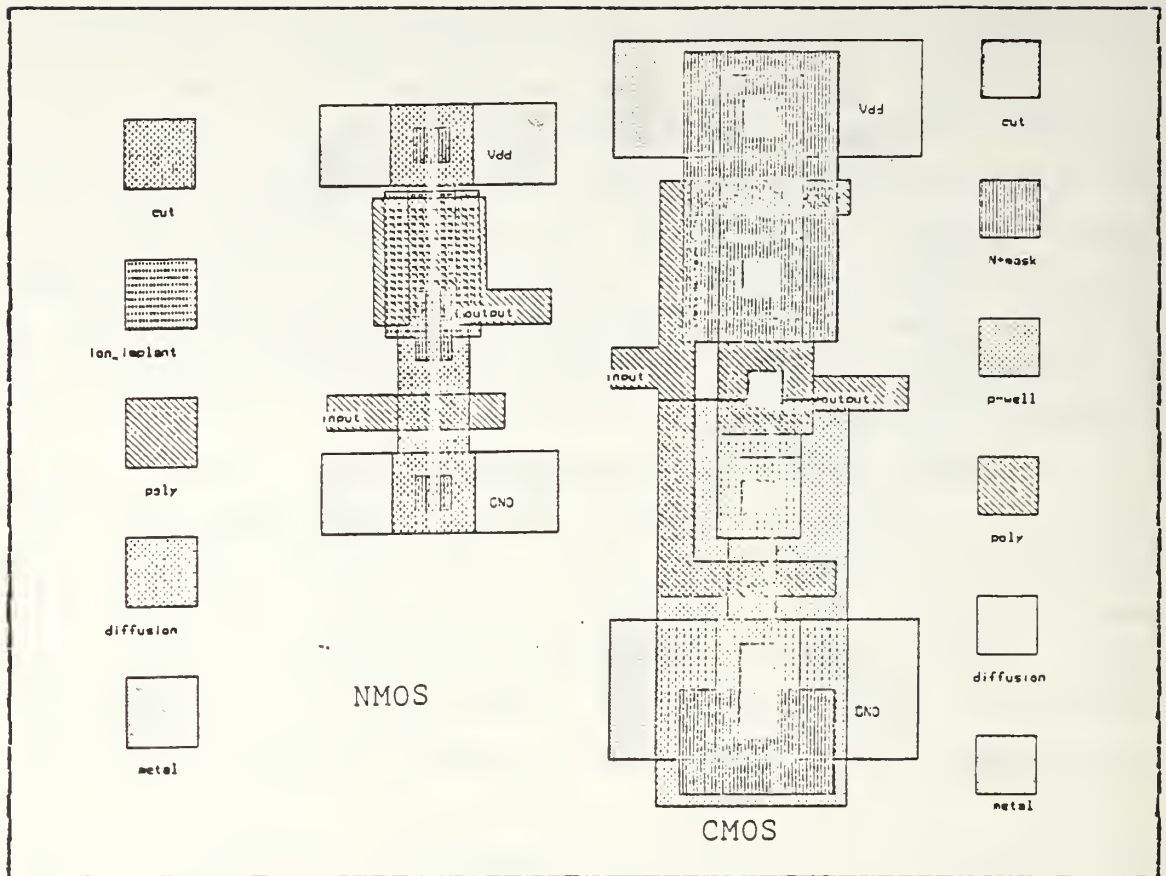 cut
ion_implant
poly
diffusion
metal
Vdd
output
input
GND
NMOS
Vdd
input
output
GND
CMOS
cut
N+mask
p-well
poly
diffusion
metal